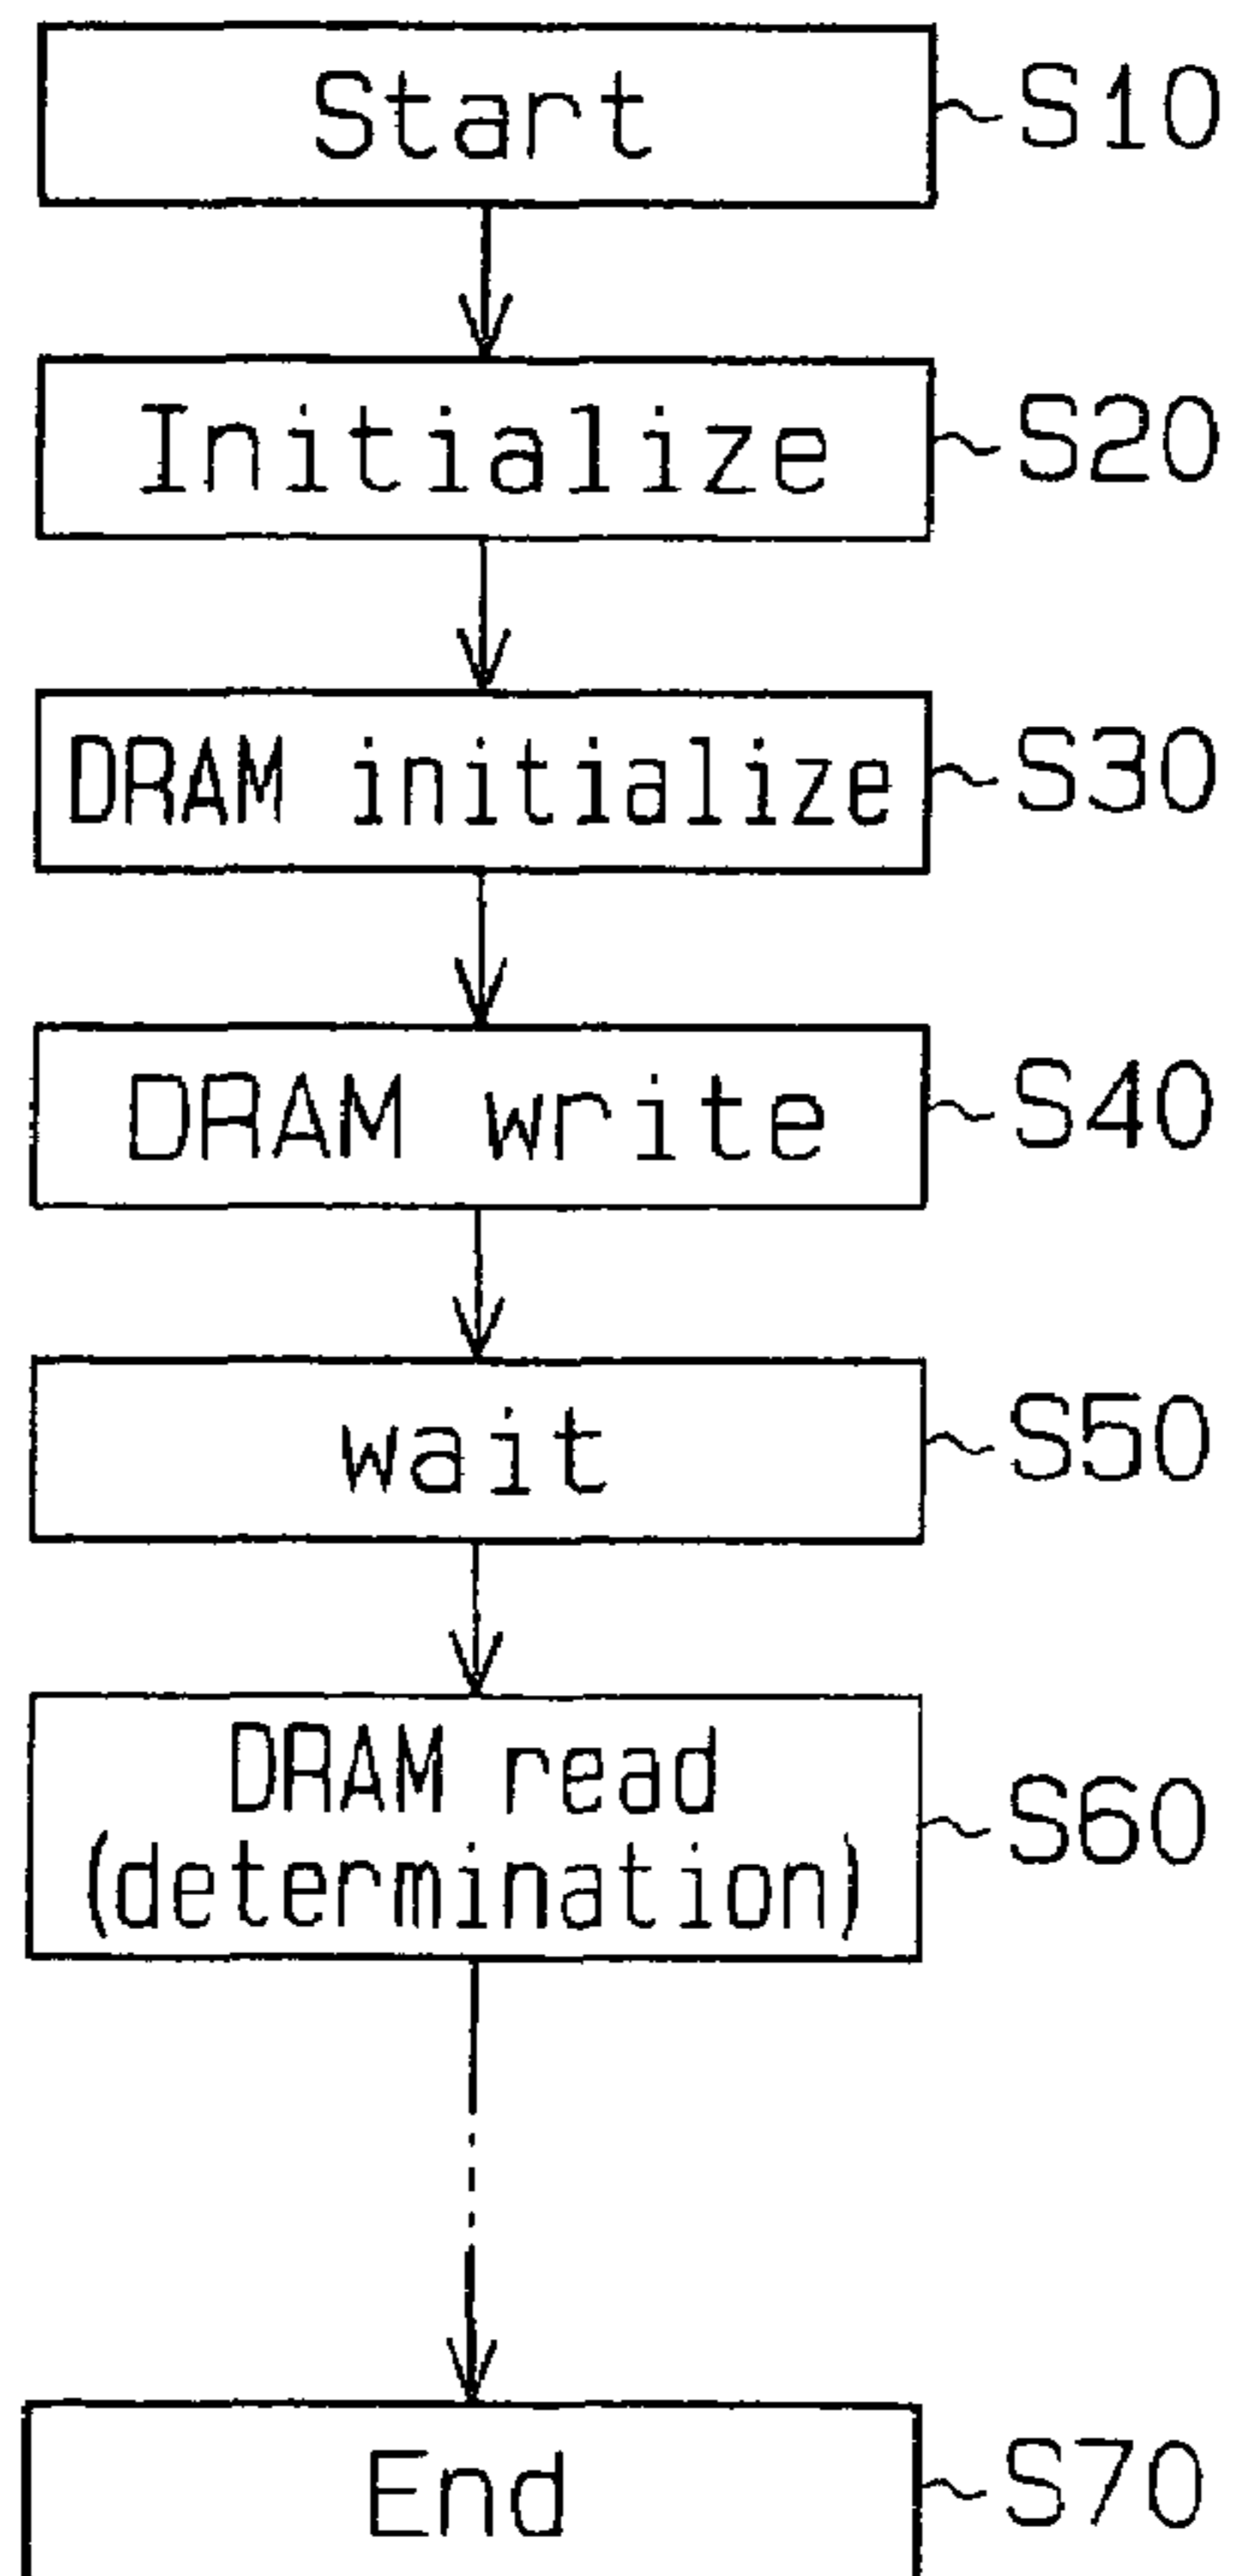 Start S10
Initialize S20
DRAM initialize S30
DRAM write S40
wait S50
DRAM read
(determination) S60
End S70